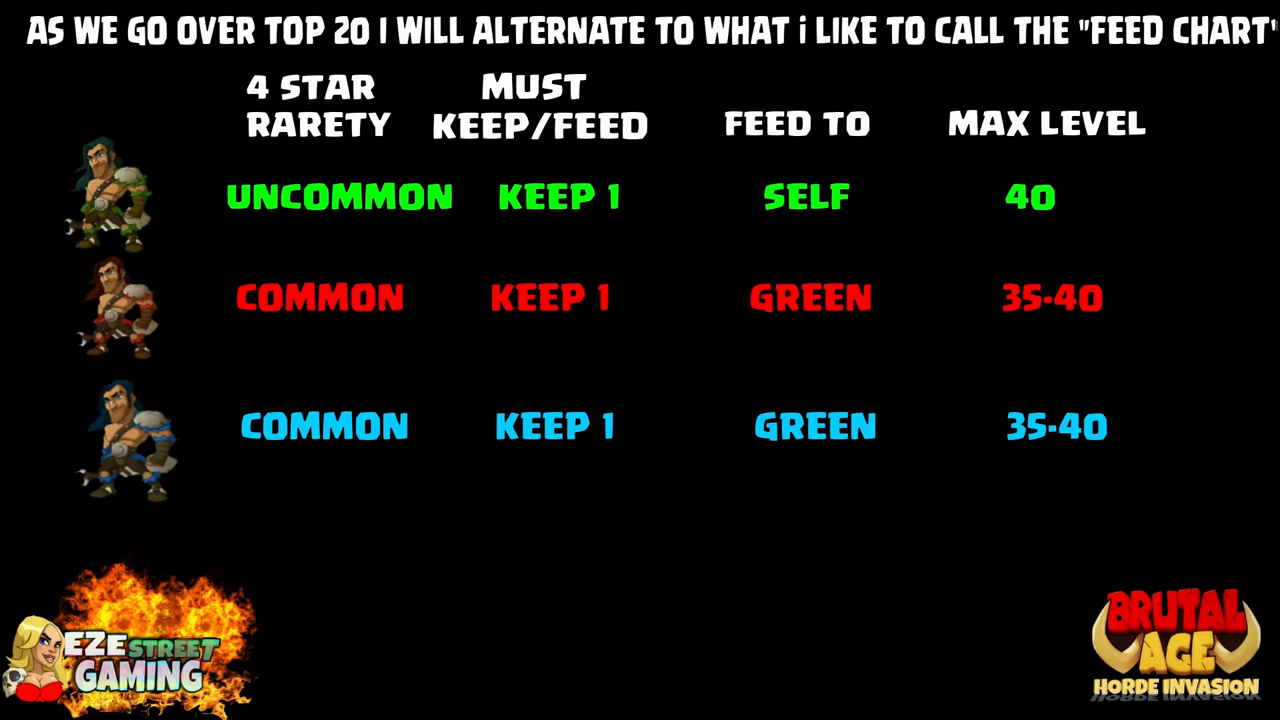 AS WE GO OVER TOP 20 I WILL ALTERNATE TO WHAT i LIKE TO CALL THE "FEED CHART"
4 STAR RARETY MUST KEEP/FEED FEED TO MAX LEVEL
UNCOMMON KEEP 1 SELF 40
COMMON KEEP 1 GREEN 35-40
COMMON KEEP 1 GREEN 35-40
EZE STREET
GAMING
BRUTAL
AGE
HORDE INVASION